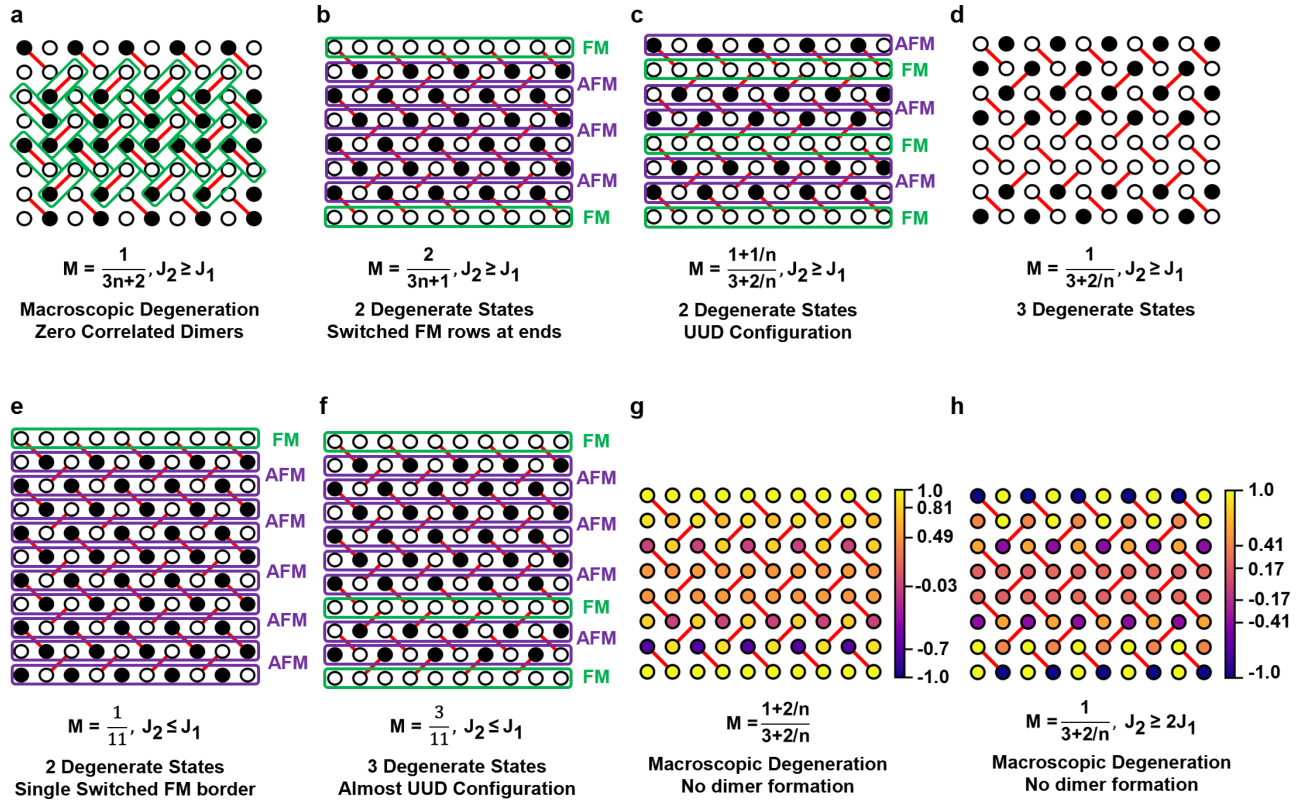 a
M = 1/(3n+2), J2 ≥ J1
Macroscopic Degeneration
Zero Correlated Dimers
b
FM
AFM
AFM
AFM
FM
M = 2/(3n+1), J2 ≥ J1
2 Degenerate States
Switched FM rows at ends
c
AFM
FM
AFM
FM
AFM
FM
M = (1+1/n)/(3+2/n), J2 ≥ J1
2 Degenerate States
UUD Configuration
d
M = 1/(3+2/n), J2 ≥ J1
3 Degenerate States
e
FM
AFM
AFM
AFM
AFM
AFM
M = 1/11, J2 ≤ J1
2 Degenerate States
Single Switched FM border
f
FM
AFM
AFM
AFM
FM
AFM
FM
M = 3/11, J2 ≤ J1
3 Degenerate States
Almost UUD Configuration
g
1.0
0.81
0.49
-0.03
-0.7
-1.0
M = (1+2/n)/(3+2/n)
Macroscopic Degeneration
No dimer formation
h
1.0
0.41
0.17
-0.17
-0.41
-1.0
M = 1/(3+2/n), J2 ≥ 2J1
Macroscopic Degeneration
No dimer formation